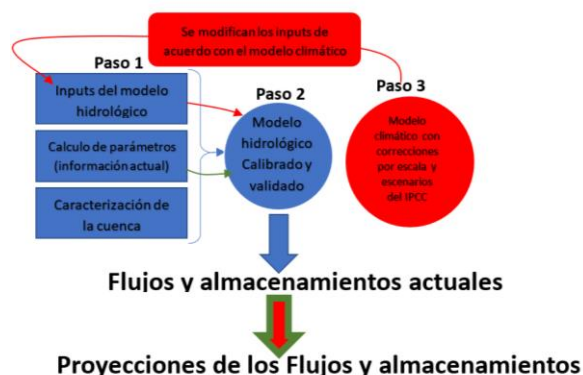 Se modifican los inputs de
acuerdo con el modelo climático
Paso 1
Inputs del modelo
hidrológico
Calculo de parámetros
(información actual)
Caracterización de
la cuenca
Paso 2
Modelo
hidrológico
Calibrado y
validado
Paso 3
Modelo
climático con
correcciones
por escala y
escenarios
del IPCC
Flujos y almacenamientos actuales
Proyecciones de los Flujos y almacenamientos